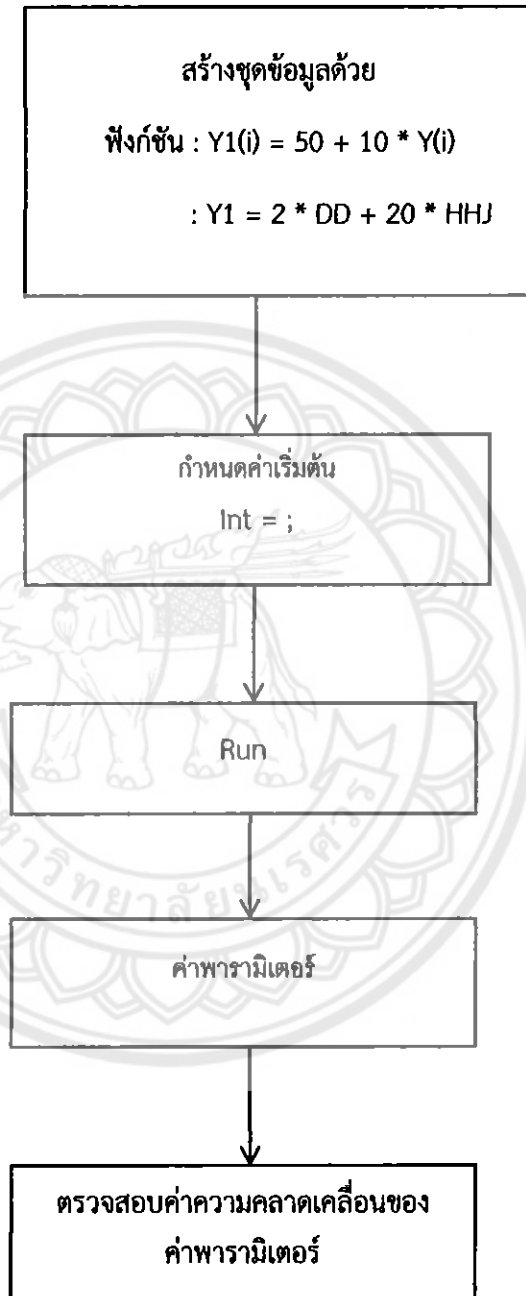 สร้างชุดข้อมูลด้วย
ฟังก์ชัน : Y1(i) = 50 + 10 * Y(i)
: Y1 = 2 * DD + 20 * HHJ
กำหนดค่าเริ่มต้น
Int = ;
Run
ค่าพารามิเตอร์
ตรวจสอบค่าความคลาดเคลื่อนของ
ค่าพารามิเตอร์